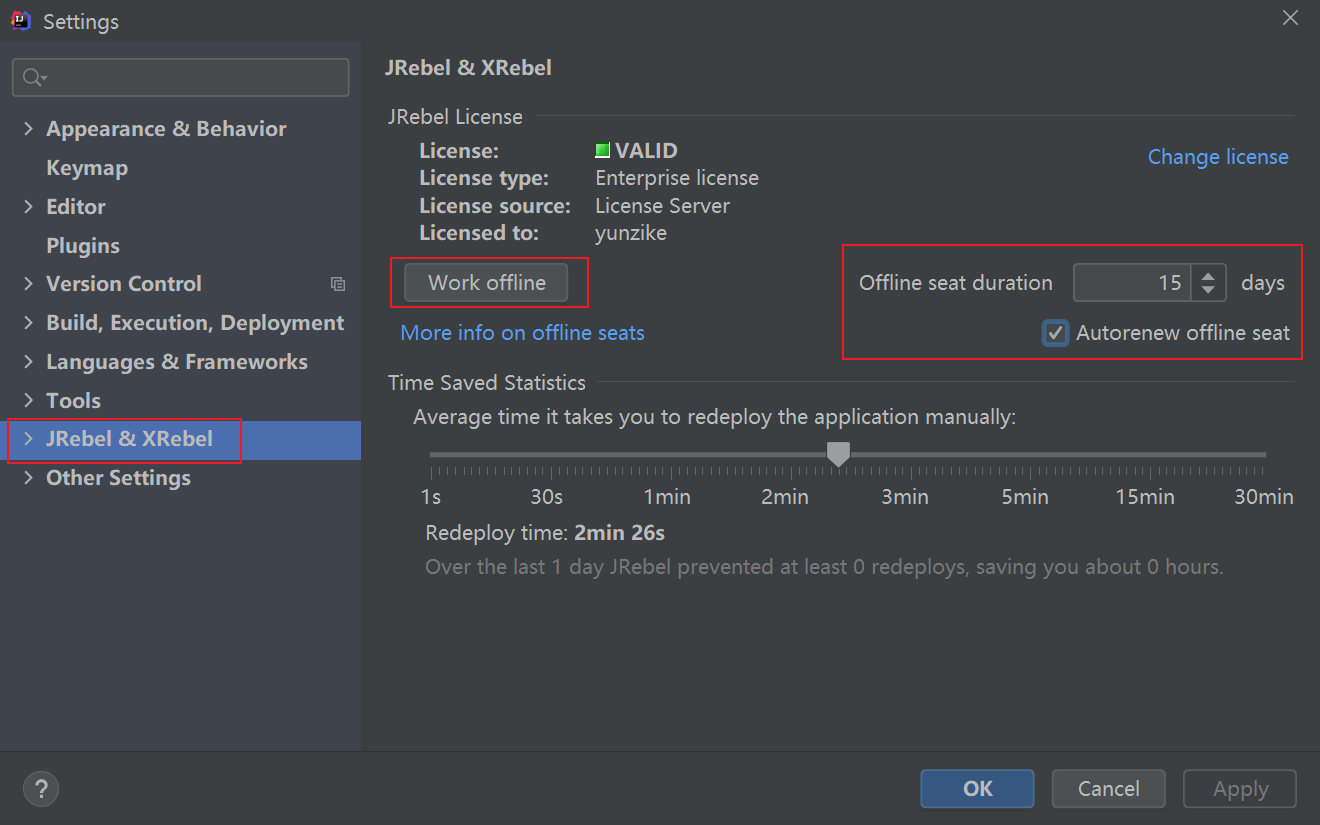 Settings
JRebel & XRebel
Appearance & Behavior
Keymap
Editor
Plugins
Version Control
Build, Execution, Deployment
Languages & Frameworks
Tools
JRebel & XRebel
Other Settings
JRebel License
License: VALID
Change license
License type: Enterprise license
License source: License Server
Licensed to: yunzike
Work offline
Offline seat duration 15 days
More info on offline seats
Autorenew offline seat
Time Saved Statistics
Average time it takes you to redeploy the application manually:
1s 30s 1min 2min 3min 5min 15min 30min
Redeploy time: 2min 26s
Over the last 1 day JRebel prevented at least 0 redeploys, saving you about 0 hours.
?
OK Cancel Apply